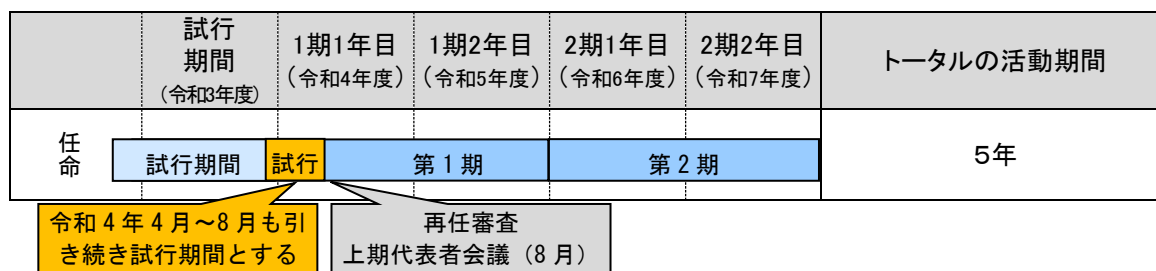 試行
期間
（令和3年度）
1期1年目
（令和4年度）
1期2年目
（令和5年度）
2期1年目
（令和6年度）
2期2年目
（令和7年度）
トータルの活動期間
任
命
試行期間
試行
第1期
第2期
5年
令和4年4月～8月も引
き続き試行期間とする
再任審査
上期代表者会議（8月）